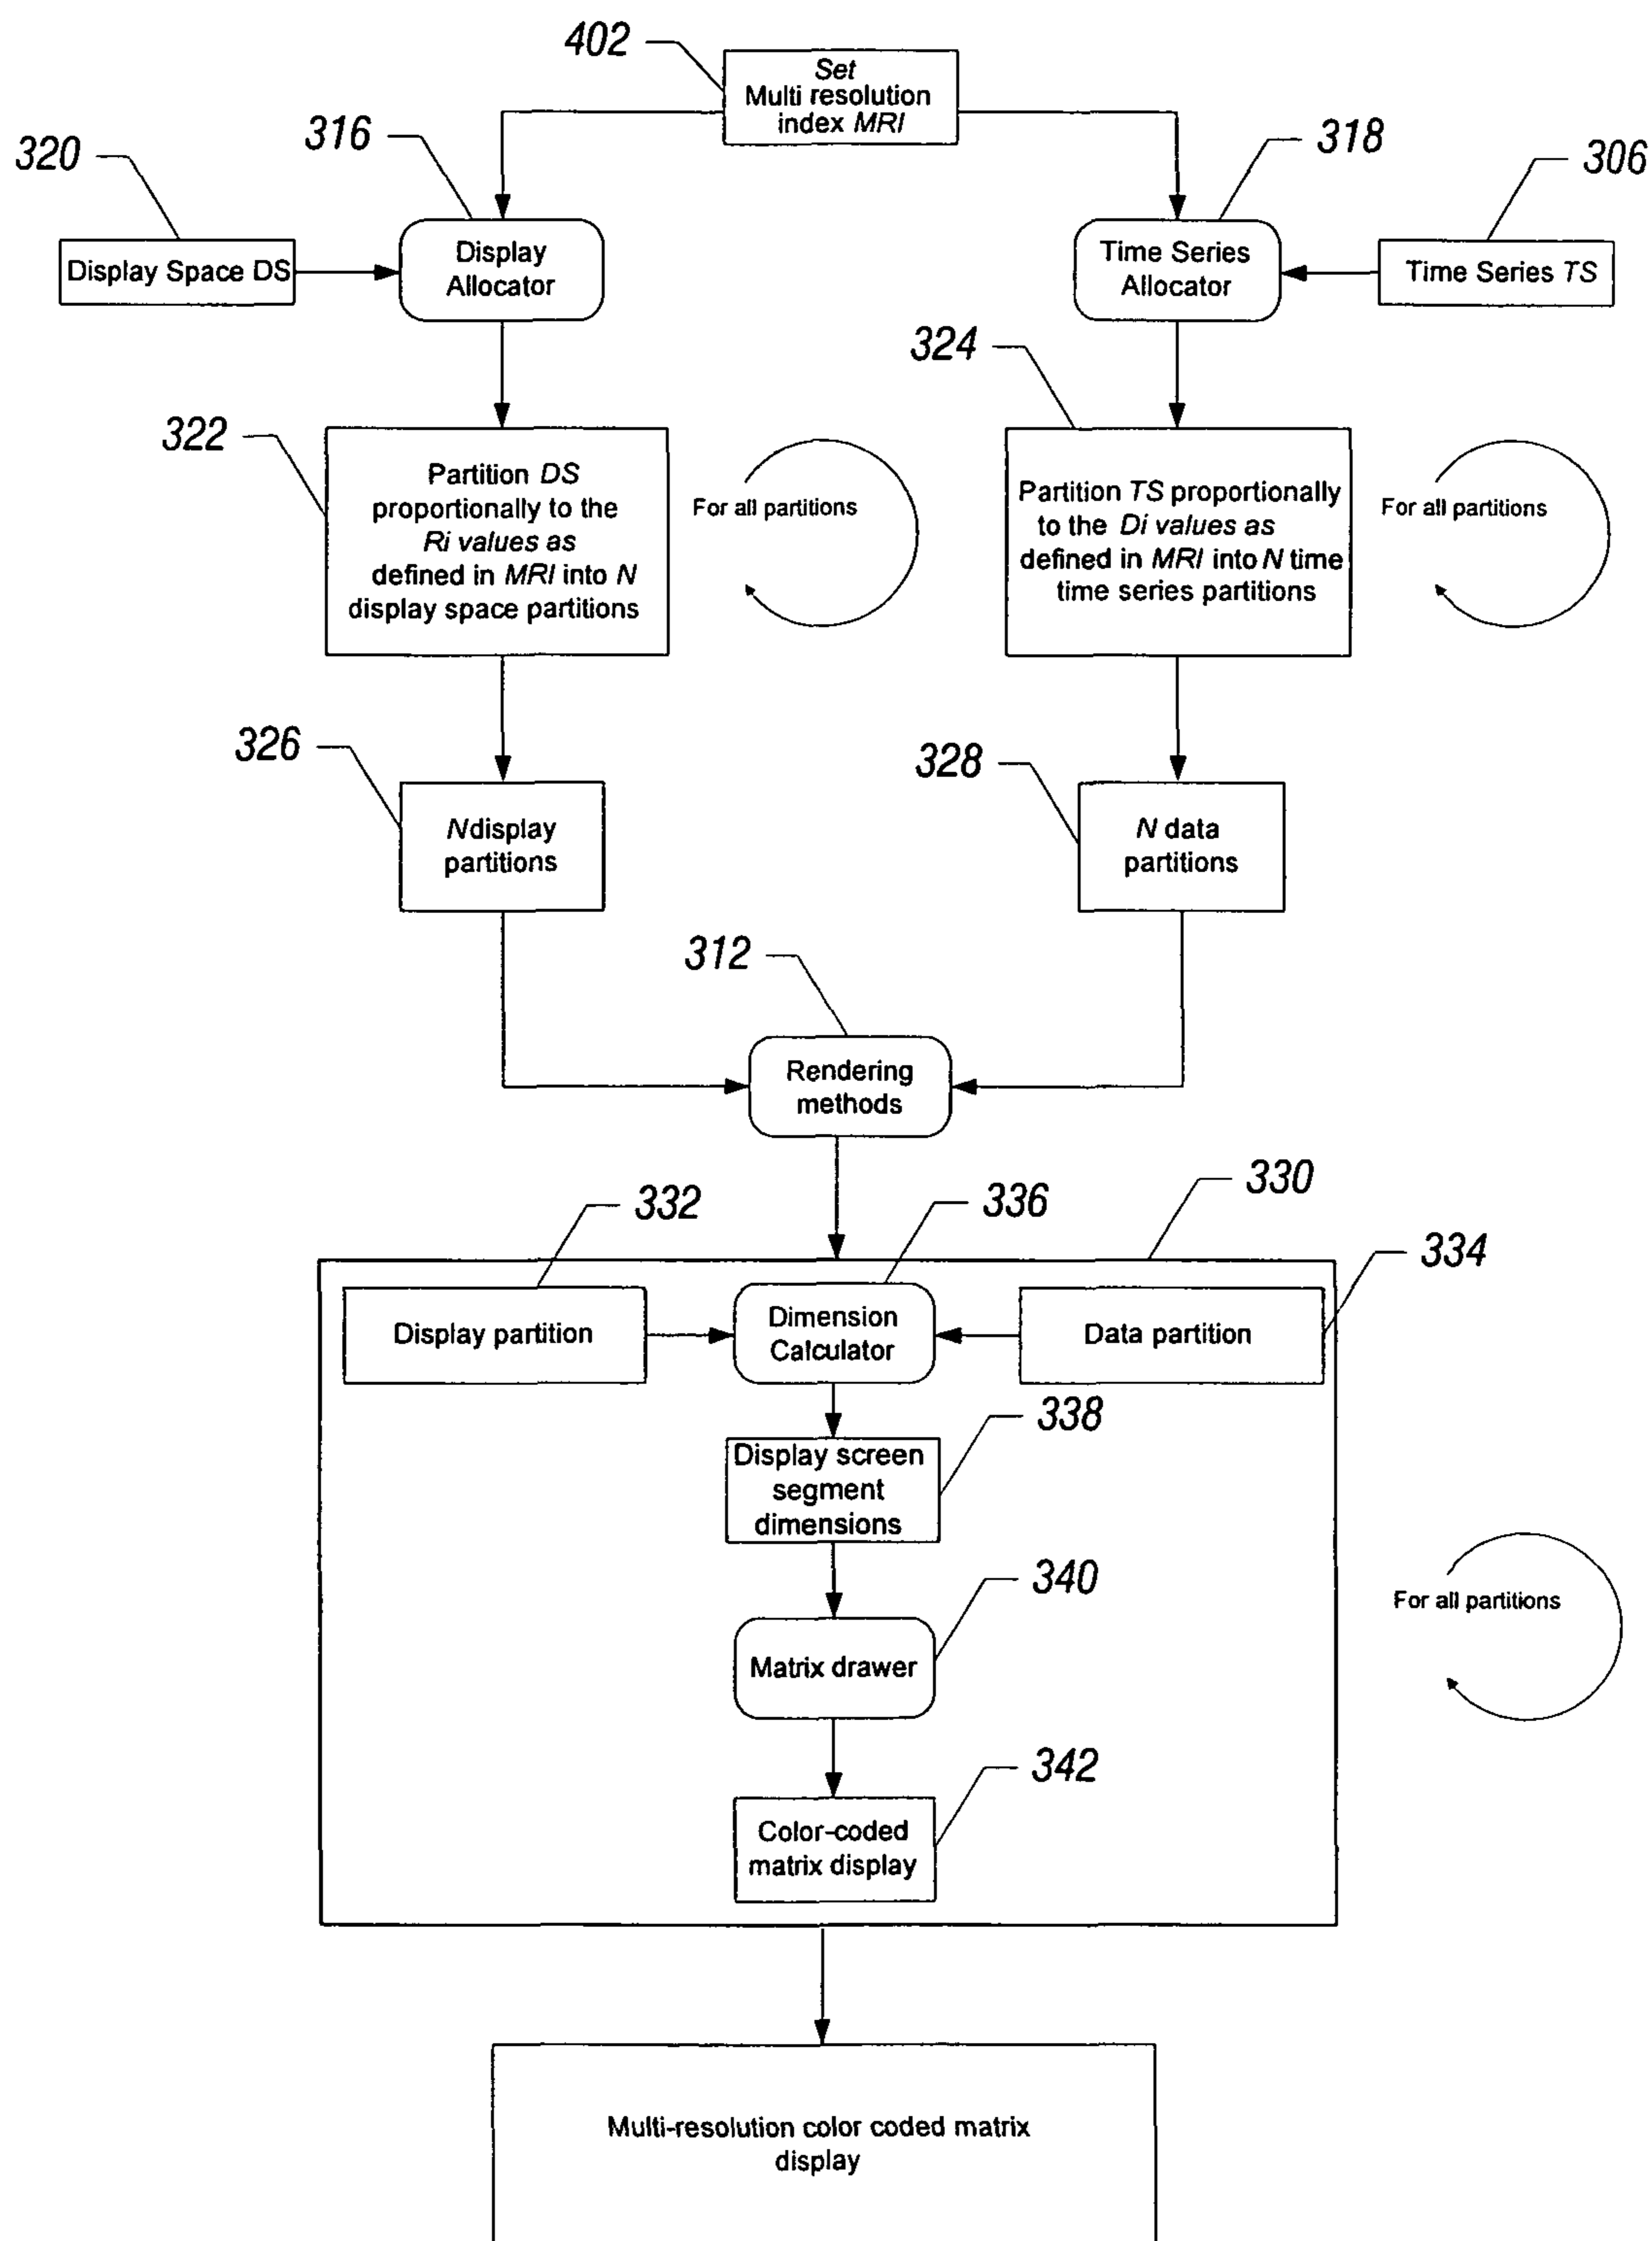 402
Set
Multi resolution
index MRI
316
318
320
306
Display Space DS
Display
Allocator
Time Series
Allocator
Time Series TS
324
322
Partition DS
proportionally to the
Ri values as
defined in MRI into N
display space partitions
For all partitions
Partition TS proportionally
to the Di values as
defined in MRI into N time
time series partitions
For all partitions
326
328
N display
partitions
N data
partitions
312
Rendering
methods
330
332
336
334
Display partition
Dimension
Calculator
Data partition
338
Display screen
segment
dimensions
340
For all partitions
Matrix drawer
342
Color-coded
matrix display
Multi-resolution color coded matrix
display